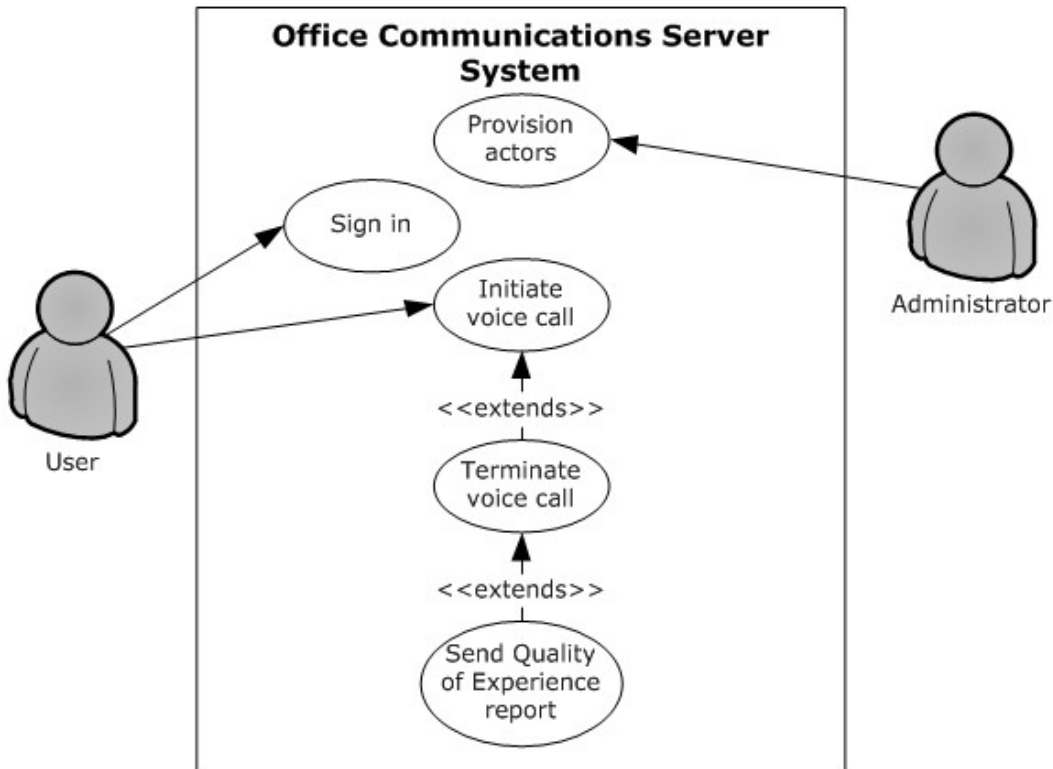 Office Communications Server
System
Provision
actors
Sign in
Initiate
voice call
Administrator
<<extends>>
User
Terminate
voice call
<<extends>>
Send Quality
of Experience
report